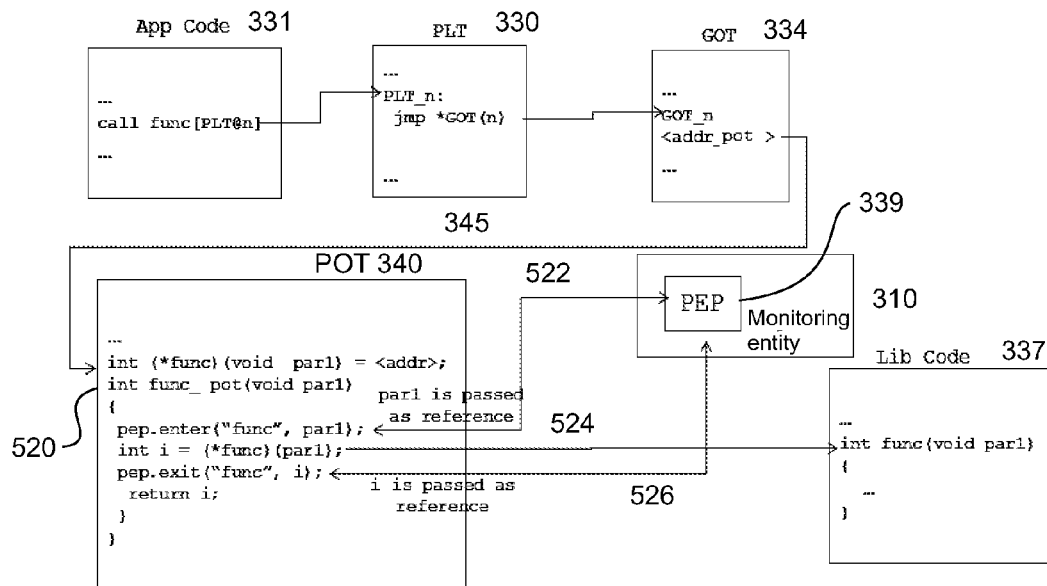 App Code 331
...
call func[PLT@n]
...
PLT 330
...
PLT_n:
jmp *GOT{n}
...
GOT 334
...
GOT_n
<addr_pot >
...
345
POT 340
...
int (*func)(void par1) = <addr>;
int func_ pot(void par1)
{
pep.enter("func", par1);
int i = (*func)(par1);
pep.exit("func", i);
return i;
}
}
520
par1 is passed
as reference
i is passed as
reference
522
524
526
PEP
Monitoring
entity
339
310
Lib Code 337
...
int func(void par1)
{
...
}